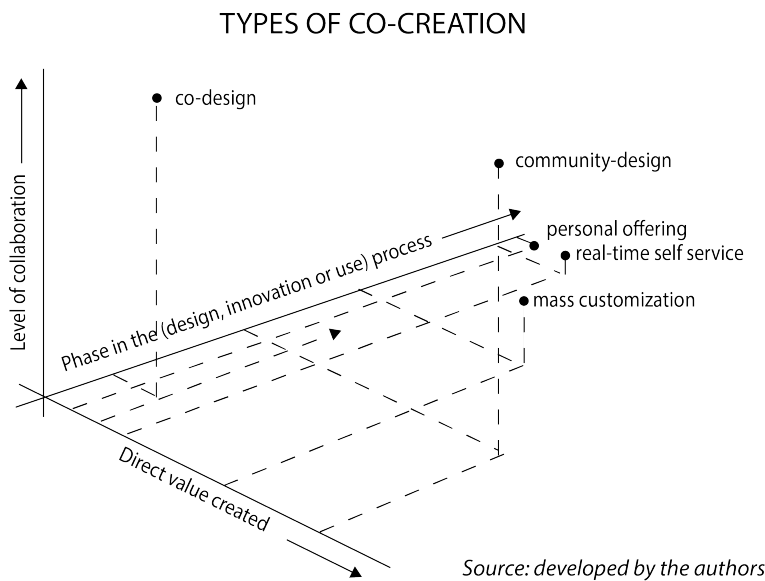 TYPES OF CO-CREATION
co-design
community-design
personal offering
real-time self service
mass customization
Level of collaboration
Phase in the (design, innovation or use) process
Direct value created
Source: developed by the authors